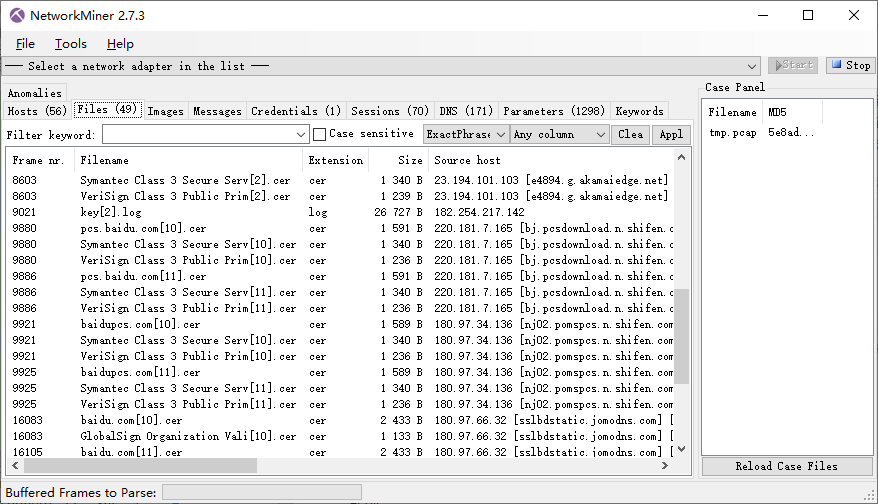 NetworkMiner 2.7.3
File Tools Help
--- Select a network adapter in the list ---
Start Stop
Anomalies
Hosts (56) Files (49) Images Messages Credentials (1) Sessions (70) DNS (171) Parameters (1298) Keywords
Filter keyword: Case sensitive ExactPhrase Any column Clea Appl
Frame nr. Filename Extension Size Source host
8603 Symantec Class 3 Secure Serv[2].cer cer 1 340 B 23.194.101.103 [e4894.g.akamaiedge.net]
8603 VeriSign Class 3 Public Prim[2].cer cer 1 239 B 23.194.101.103 [e4894.g.akamaiedge.net]
9021 key[2].log log 26 727 B 182.254.217.142
9880 pcs.baidu.com[10].cer cer 1 591 B 220.181.7.165 [bj.pcsdownload.n.shifen.c
9880 Symantec Class 3 Secure Serv[10].cer cer 1 340 B 220.181.7.165 [bj.pcsdownload.n.shifen.c
9880 VeriSign Class 3 Public Prim[10].cer cer 1 236 B 220.181.7.165 [bj.pcsdownload.n.shifen.c
9886 pcs.baidu.com[11].cer cer 1 591 B 220.181.7.165 [bj.pcsdownload.n.shifen.c
9886 Symantec Class 3 Secure Serv[11].cer cer 1 340 B 220.181.7.165 [bj.pcsdownload.n.shifen.c
9886 VeriSign Class 3 Public Prim[11].cer cer 1 236 B 220.181.7.165 [bj.pcsdownload.n.shifen.c
9921 baidupcs.com[10].cer cer 1 589 B 180.97.34.136 [nj02.pomspcs.n.shifen.com
9921 Symantec Class 3 Secure Serv[10].cer cer 1 340 B 180.97.34.136 [nj02.pomspcs.n.shifen.com
9921 VeriSign Class 3 Public Prim[10].cer cer 1 236 B 180.97.34.136 [nj02.pomspcs.n.shifen.com
9925 baidupcs.com[11].cer cer 1 589 B 180.97.34.136 [nj02.pomspcs.n.shifen.com
9925 Symantec Class 3 Secure Serv[11].cer cer 1 340 B 180.97.34.136 [nj02.pomspcs.n.shifen.com
9925 VeriSign Class 3 Public Prim[11].cer cer 1 236 B 180.97.34.136 [nj02.pomspcs.n.shifen.com
16083 baidu.com[10].cer cer 2 433 B 180.97.66.32 [sslbdstatic.jomodns.com] [
16083 GlobalSign Organization Vali[10].cer cer 1 133 B 180.97.66.32 [sslbdstatic.jomodns.com] [
16105 baidu.com[11].cer cer 2 433 B 180.97.66.32 [sslbdstatic.jomodns.com] [
Case Panel
Filename MD5
tmp.pcap 5e8ad...
Reload Case Files
Buffered Frames to Parse: